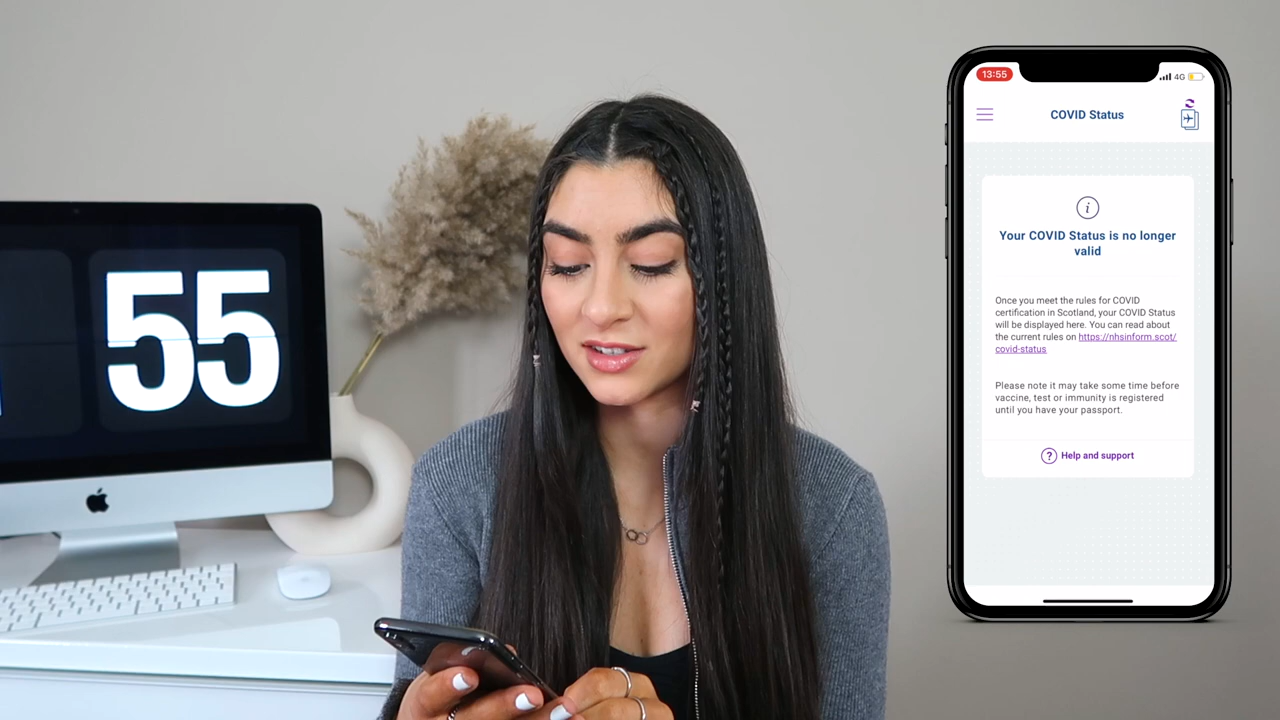 55
13:55
4G
COVID Status
i
Your COVID Status is no longer
valid
Once you meet the rules for COVID
certification in Scotland, your COVID Status
will be displayed here. You can read about
the current rules on https://nhsinform.scot/
covid-status
Please note it may take some time before
vaccine, test or immunity is registered
until you have your passport.
? Help and support